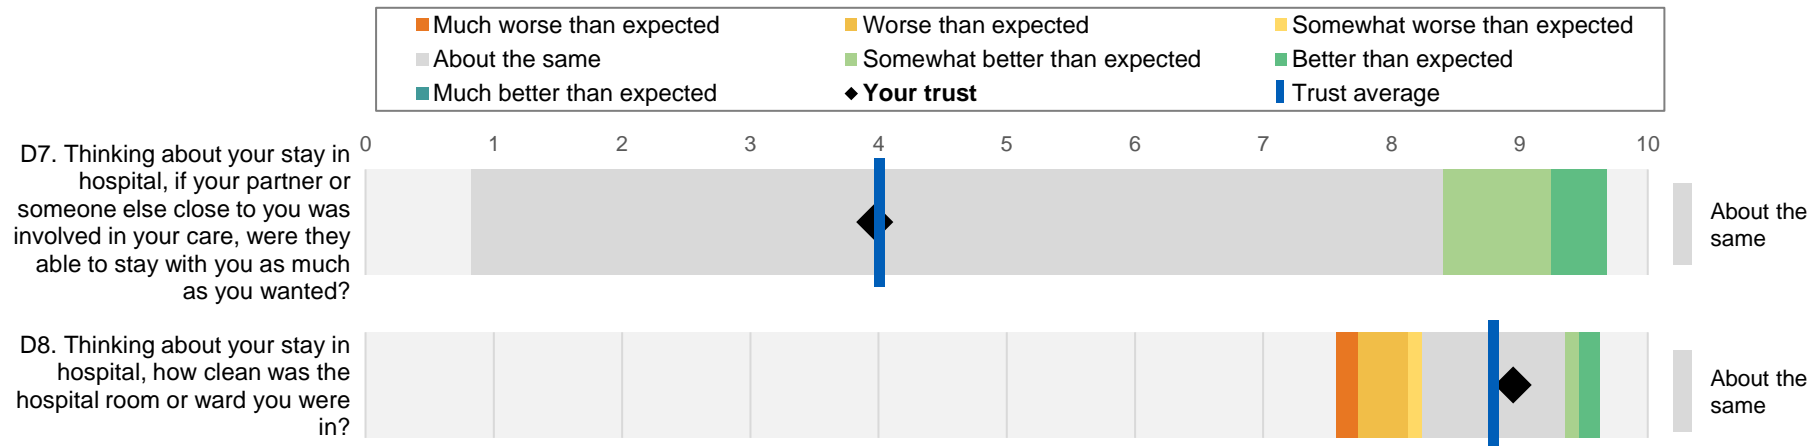 Much worse than expected
Worse than expected
Somewhat worse than expected
About the same
Somewhat better than expected
Better than expected
Much better than expected
Your trust
Trust average
0 1 2 3 4 5 6 7 8 9 10
D7. Thinking about your stay in
hospital, if your partner or
someone else close to you was
involved in your care, were they
able to stay with you as much
as you wanted?
About the
same
D8. Thinking about your stay in
hospital, how clean was the
hospital room or ward you were
in?
About the
same